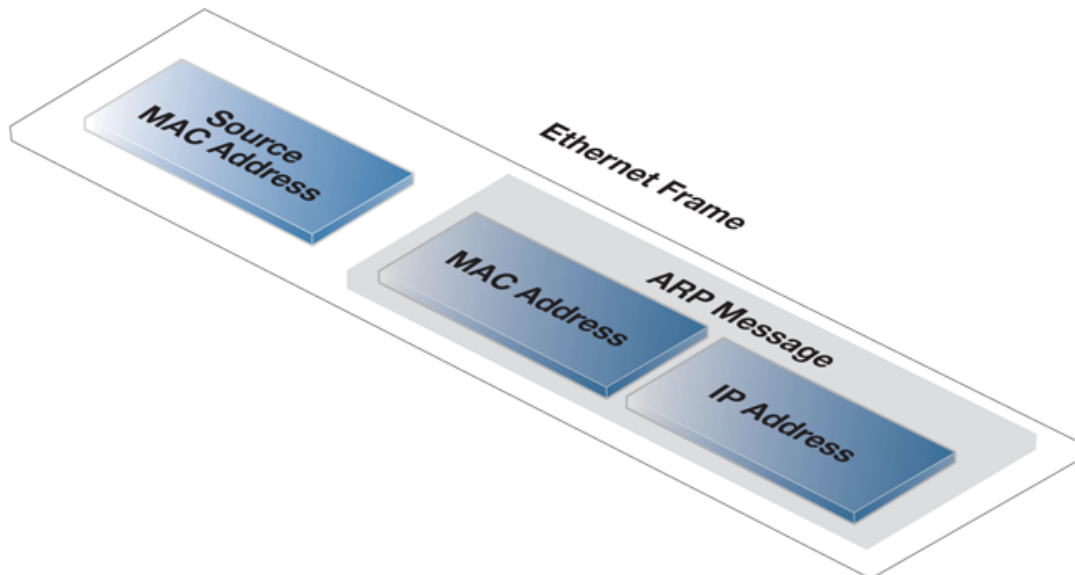 Source
MAC Address
Ethernet Frame
MAC Address
ARP Message
IP Address